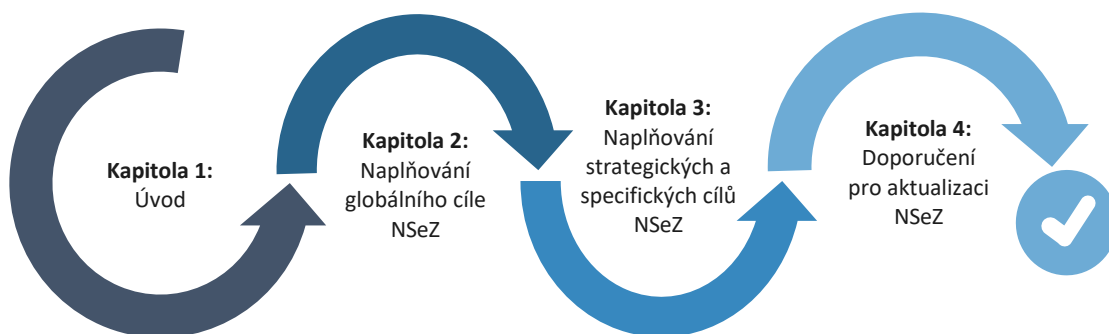 Kapitola 1:
Úvod
Kapitola 2:
Naplňování
globálního cíle
NSeZ
Kapitola 3:
Naplňování
strategických a
specifických cílů
NSeZ
Kapitola 4:
Doporučení
pro aktualizaci
NSeZ